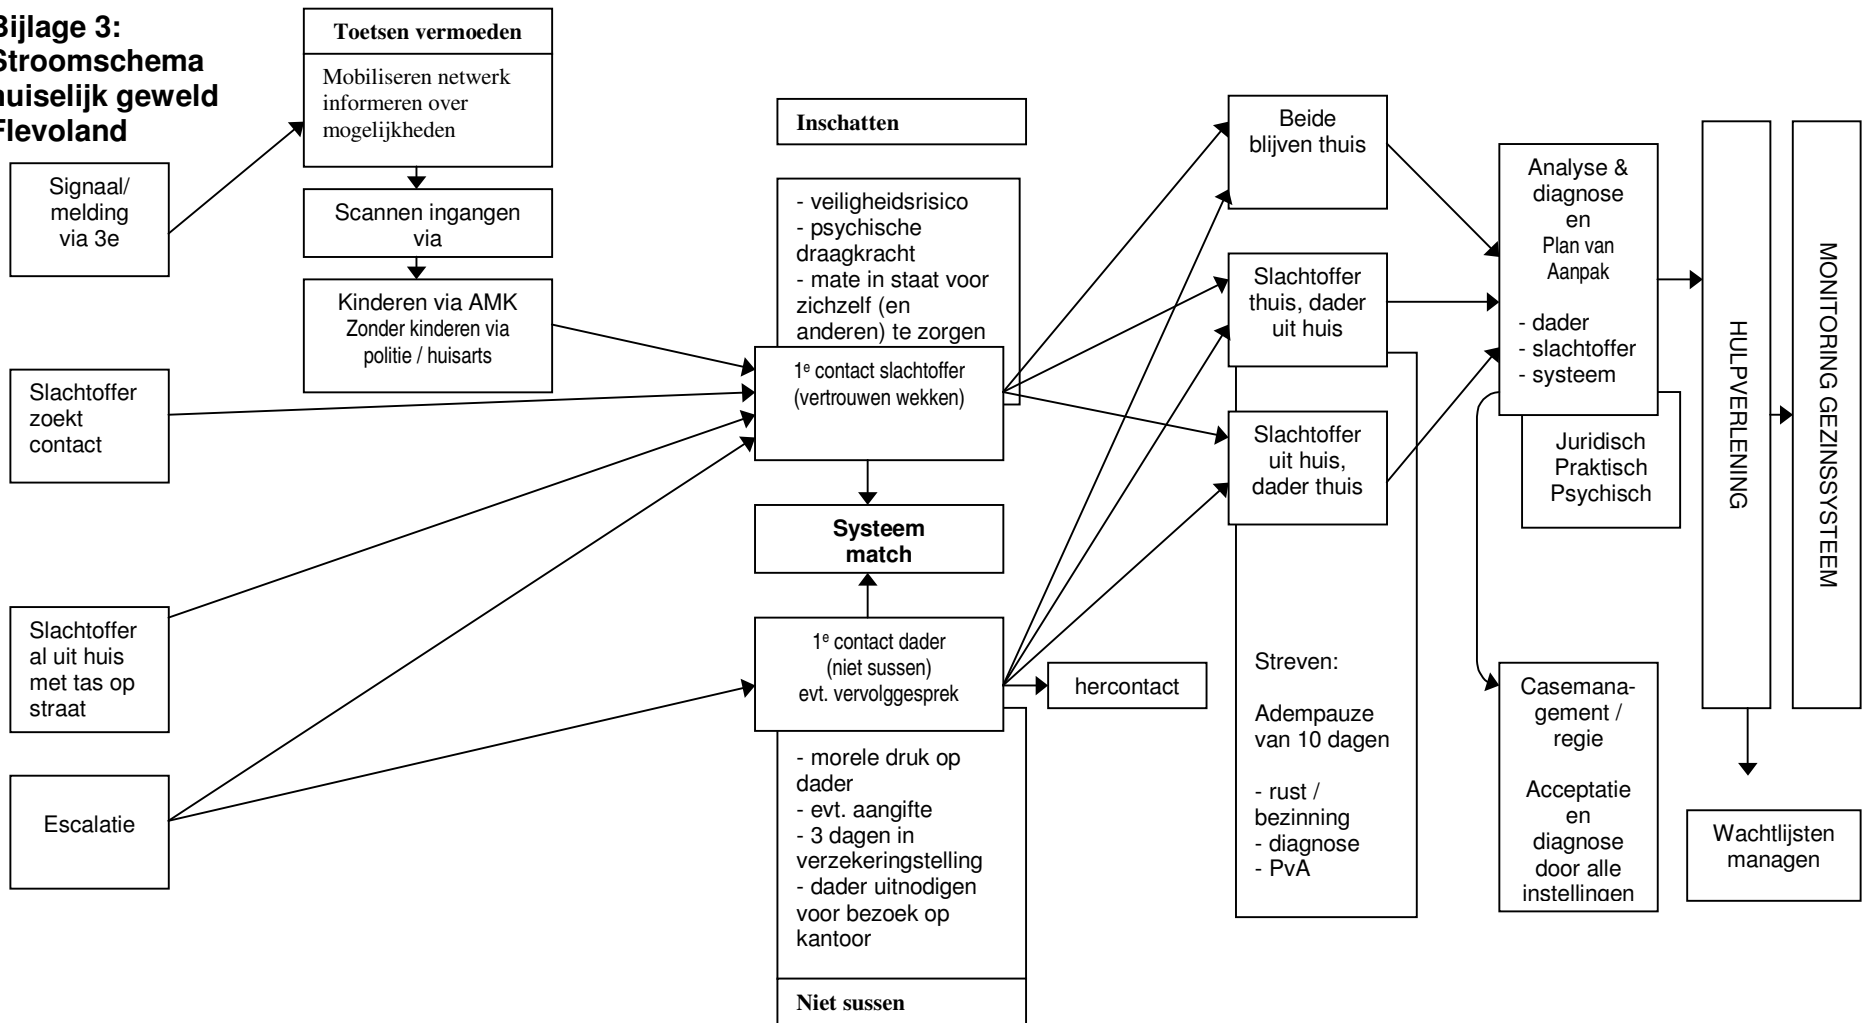 Bijlage 3:
Stroomschema
huiselijk geweld
Flevoland
Signaal/
melding
via 3e
Slachtoffer
zoekt
contact
Slachtoffer
al uit huis
met tas op
straat
Escalatie
Toetsen vermoeden
Mobiliseren netwerk
informeren over
mogelijkheden
Scannen ingangen
via
Kinderen via AMK
Zonder kinderen via
politie / huisarts
Inschatten
- veiligheidsrisico
- psychische
draagkracht
- mate in staat voor
zichzelf (en
anderen) te zorgen
1e contact slachtoffer
(vertrouwen wekken)
Systeem
match
1e contact dader
(niet sussen)
evt. vervolggesprek
- morele druk op
dader
- evt. aangifte
- 3 dagen in
verzekeringstelling
- dader uitnodigen
voor bezoek op
kantoor
Niet sussen
hercontact
Beide
blijven thuis
Slachtoffer
thuis, dader
uit huis
Slachtoffer
uit huis,
dader thuis
Streven:
Adempauze
van 10 dagen
- rust /
bezinning
- diagnose
- PvA
Analyse &
diagnose
en
Plan van
Aanpak
- dader
- slachtoffer
- systeem
Juridisch
Praktisch
Psychisch
Casemana-
gement /
regie
Acceptatie
en
diagnose
door alle
instellingen
HULPVERLENING
Wachtlijsten
managen
MONITORING GEZINSSYSTEEM